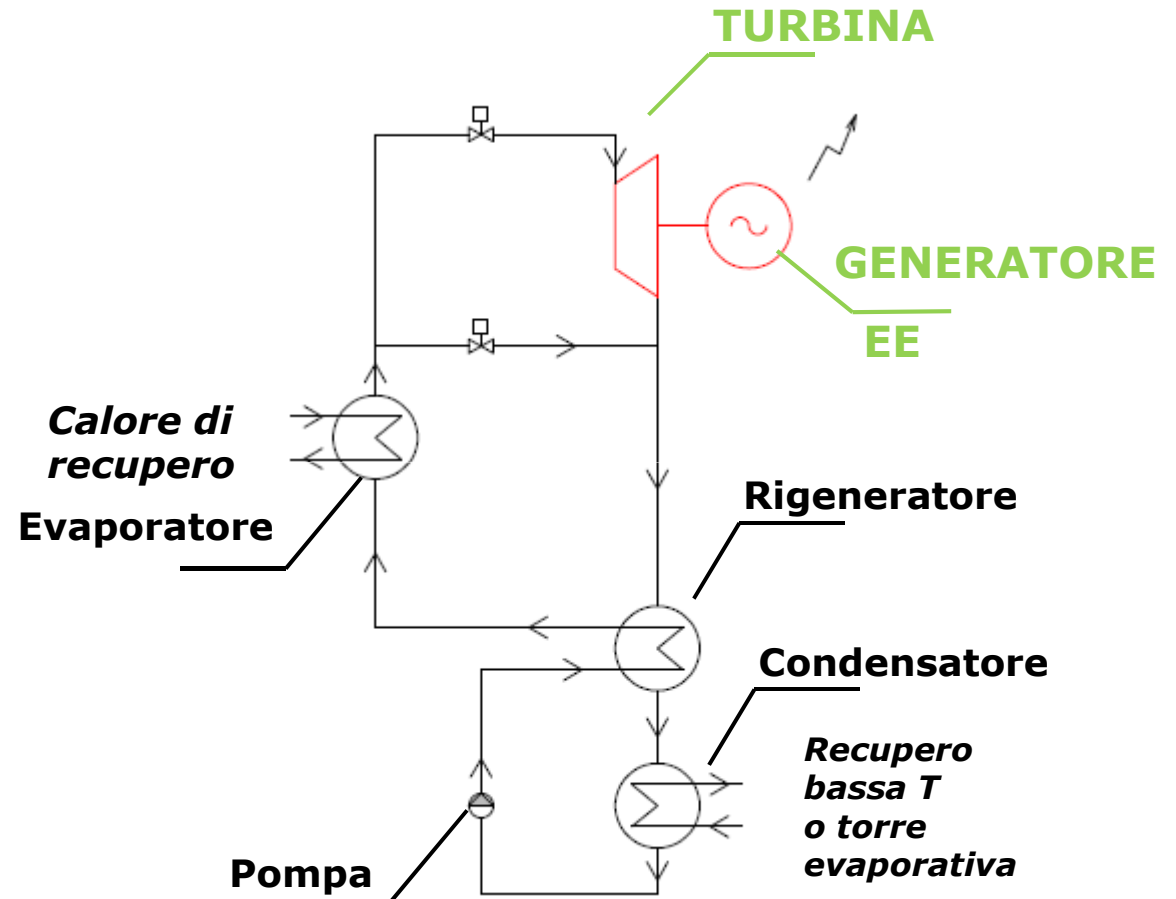 TURBINA
GENERATORE
EE
Calore di
recupero
Evaporatore
Rigeneratore
Condensatore
Recupero
bassa T
o torre
evaporativa
Pompa